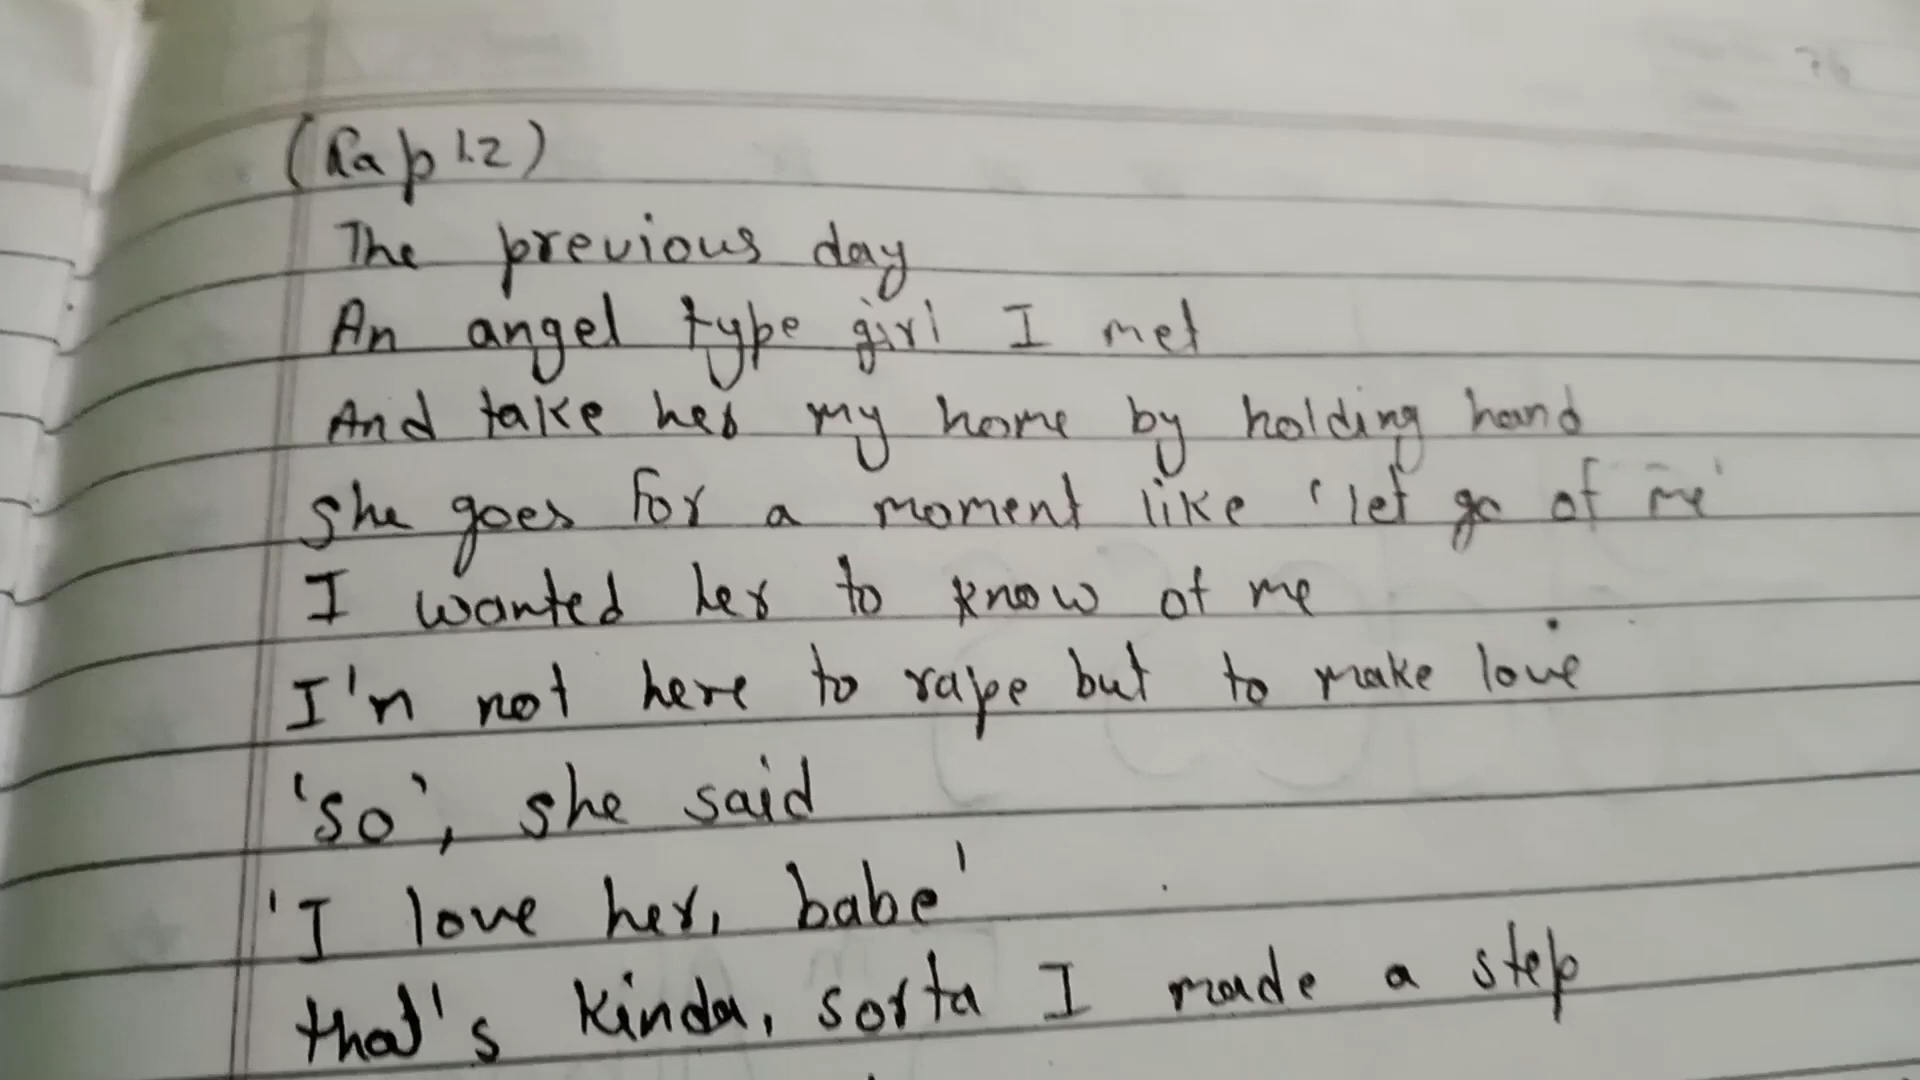 (Rap 1.2)
The previous day
An angel type girl I met
And take her my home by holding hand
She goes for a moment like 'let go of me'
I wanted her to know of me
I'm not here to rape but to make love
'So', she said
'I love her, babe'
that's kinda, sorta I made a step